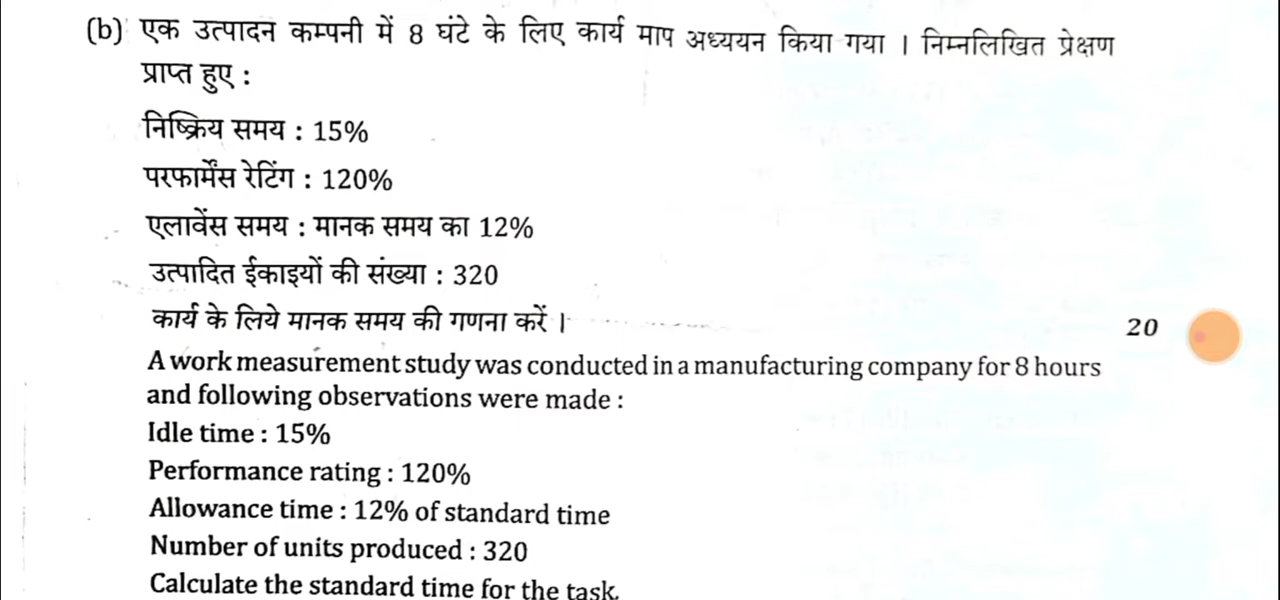 (b) एक उत्पादन कम्पनी में 8 घंटे के लिए कार्य माप अध्ययन किया गया । निम्नलिखित प्रेक्षण
प्राप्त हुए :
निष्क्रिय समय : 15%
परफार्मेंस रेटिंग : 120%
एलावेंस समय : मानक समय का 12%
उत्पादित ईकाइयों की संख्या : 320
कार्य के लिये मानक समय की गणना करें ।
20
A work measurement study was conducted in a manufacturing company for 8 hours
and following observations were made :
Idle time : 15%
Performance rating : 120%
Allowance time : 12% of standard time
Number of units produced : 320
Calculate the standard time for the task.